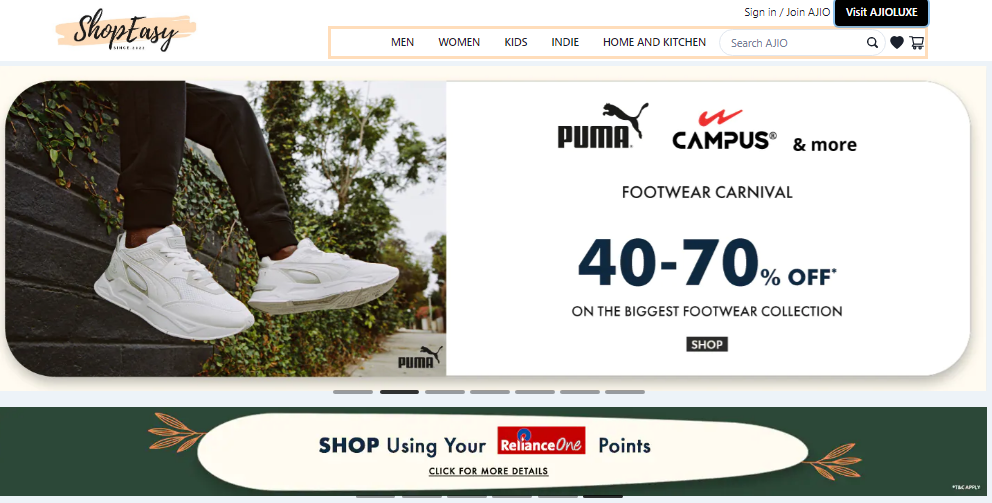 ShopEasy
SINCE 2022
Sign in / Join AJIO
Visit AJIOLUXE
MEN WOMEN KIDS INDIE HOME AND KITCHEN
Search AJIO
PUMA CAMPUS® & more
FOOTWEAR CARNIVAL
40-70% OFF*
ON THE BIGGEST FOOTWEAR COLLECTION
SHOP
PUMA
SHOP Using Your RelianceOne Points
CLICK FOR MORE DETAILS
*T&C APPLY